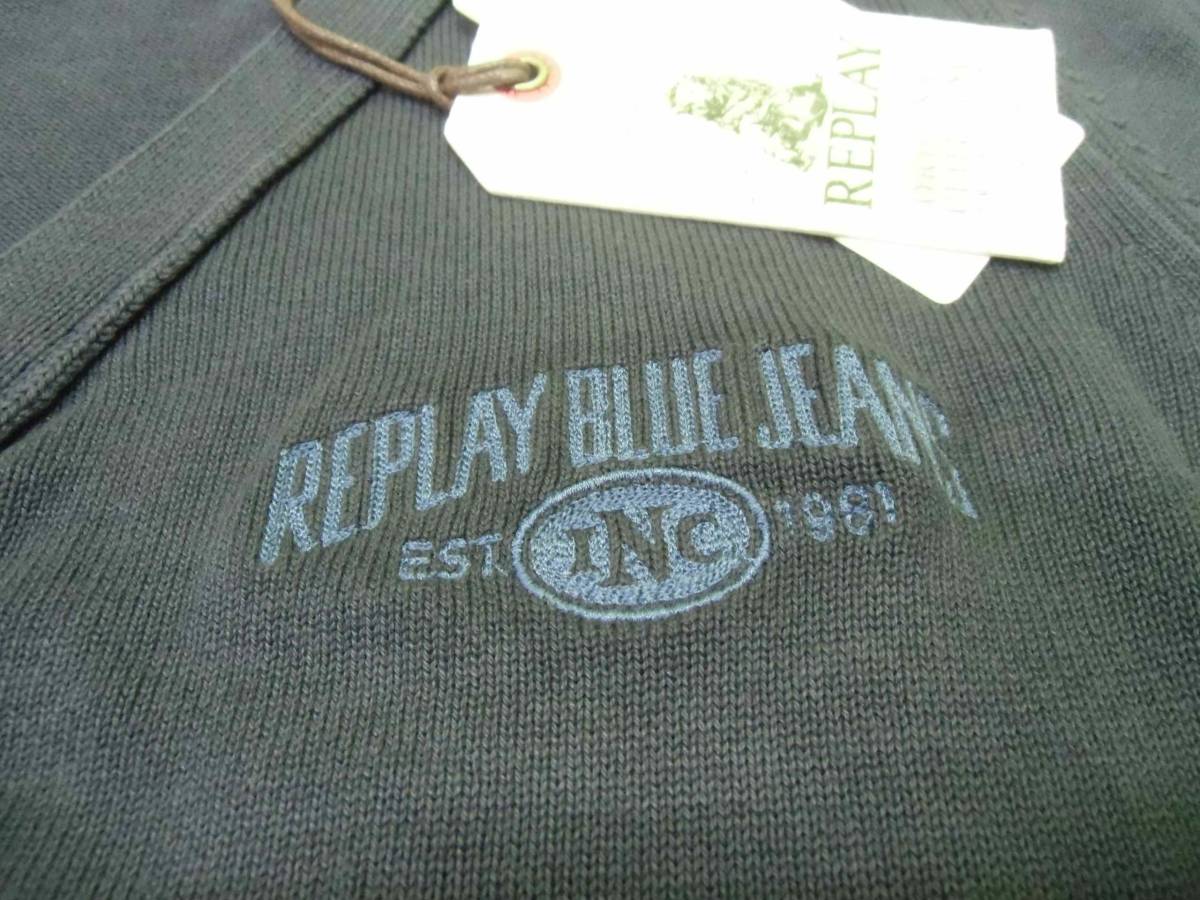 REPLAY
REPLAY BLUE JEANS
EST. INC 1981